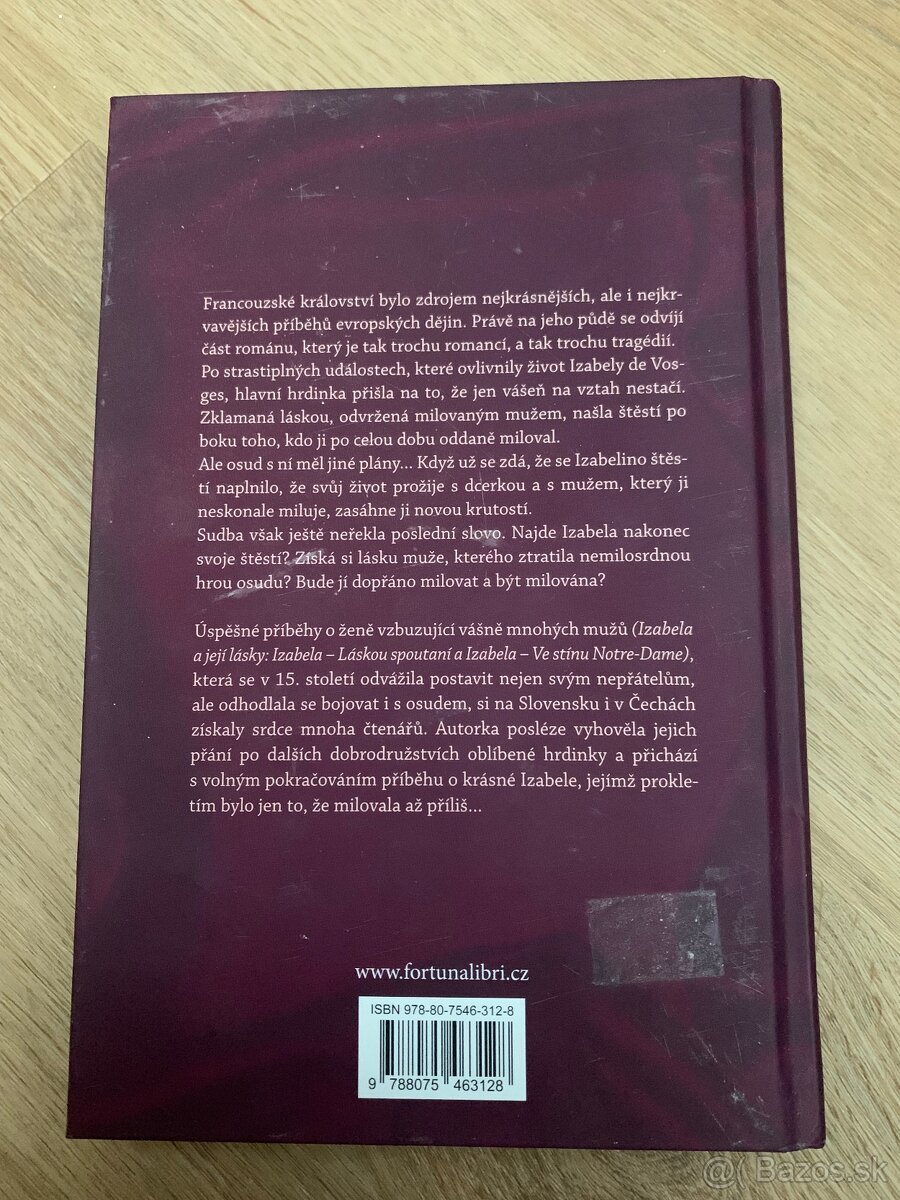 Francouzské království bylo zdrojem nejkrásnějších, ale i nejkr-
vavějších příběhů evropských dějin. Právě na jeho půdě se odvíjí
část románu, který je tak trochu romancí, a tak trochu tragédií.
Po strastiplných událostech, které ovlivnily život Izabely de Vos-
ges, hlavní hrdinka přišla na to, že jen vášeň na vztah nestačí.
Zklamaná láskou, odvržená milovaným mužem, našla štěstí po
boku toho, kdo ji po celou dobu oddaně miloval.
Ale osud s ní měl jiné plány... Když už se zdá, že se Izabelino štěs-
tí naplnilo, že svůj život prožije s dcerkou a s mužem, který ji
neskonale miluje, zasáhne ji novou krutostí.
Sudba však ještě neřekla poslední slovo. Najde Izabela nakonec
svoje štěstí? Získá si lásku muže, kterého ztratila nemilosrdnou
hrou osudu? Bude jí dopřáno milovat a být milována?
Úspěšné příběhy o ženě vzbuzující vášně mnohých mužů (Izabela
a její lásky: Izabela – Láskou spoutaní a Izabela – Ve stínu Notre-Dame),
která se v 15. století odvážila postavit nejen svým nepřátelům,
ale odhodlala se bojovat i s osudem, si na Slovensku i v Čechách
získaly srdce mnoha čtenářů. Autorka posléze vyhověla jejich
přání po dalších dobrodružstvích oblíbené hrdinky a přichází
s volným pokračováním příběhu o krásné Izabele, jejímž prokle-
tím bylo jen to, že milovala až příliš...
www.fortunalibri.cz
ISBN 978-80-7546-312-8
9 788075 463128
Bazos.sk